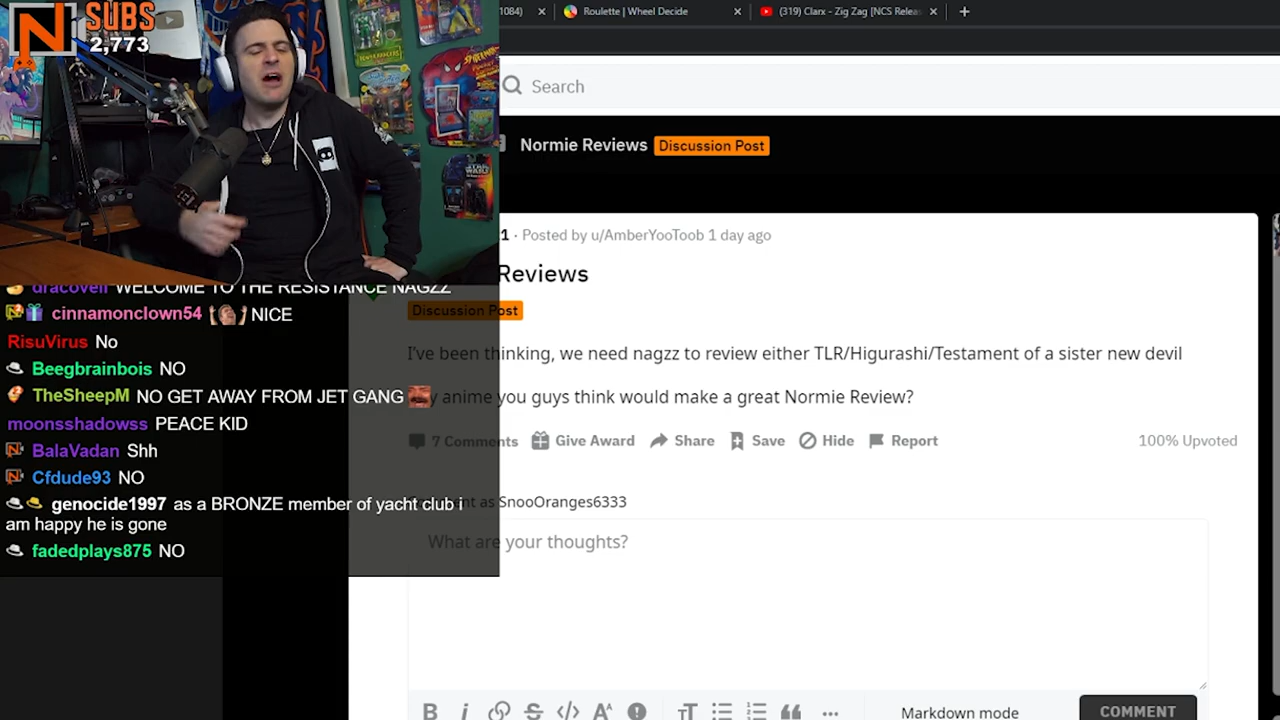 SUBS
2,773
1084)
Roulette | Wheel Decide
(319) Clarx - Zig Zag [NCS Relea
Search
Normie Reviews Discussion Post
1 · Posted by u/AmberYooToob 1 day ago
Reviews
Discussion Post
I've been thinking, we need nagzz to review either TLR/Higurashi/Testament of a sister new devil
y anime you guys think would make a great Normie Review?
7 Comments Give Award Share Save Hide Report 100% Upvoted
as SnooOranges6333
What are your thoughts?
Markdown mode COMMENT
dracoveil WELCOME TO THE RESISTANCE NAGZZ
cinnamonclown54 NICE
RisuVirus No
Beegbrainbois NO
TheSheepM NO GET AWAY FROM JET GANG
moonsshadowss PEACE KID
BalaVadan Shh
Cfdude93 NO
genocide1997 as a BRONZE member of yacht club i
am happy he is gone
fadedplays875 NO